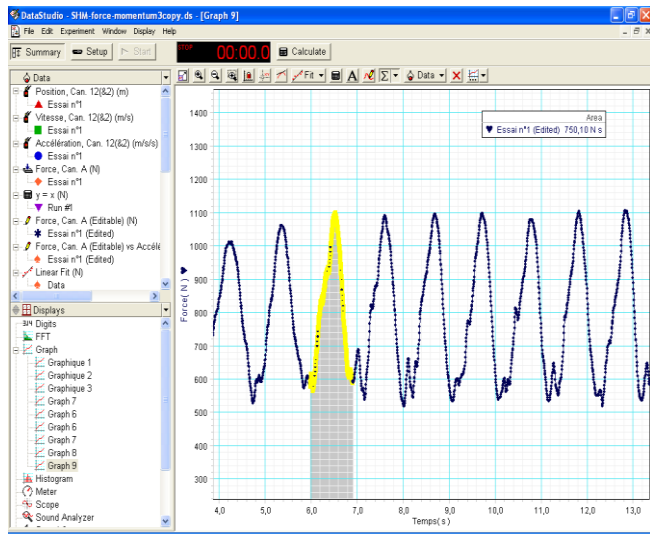 DataStudio - SHM-force-momentum3copy.ds - [Graph 9]
File Edit Experiment Window Display Help
Summary Setup Start STOP 00:00.0 Calculate
Data
Fit A Σ Data
Position, Can. 12(&2) (m)
Essai n°1
Vitesse, Can. 12(&2) (m/s)
Essai n°1
Accélération, Can. 12(&2) (m/s/s)
Essai n°1
Force, Can. A (N)
Essai n°1
y = x (N)
Run #1
Force, Can. A (Editable) (N)
Essai n°1 (Edited)
Force, Can. A (Editable) vs Accélé
Essai n°1 (Edited)
Linear Fit (N)
Data
Displays
Digits
FFT
Graph
Graphique 1
Graphique 2
Graphique 3
Graph 7
Graph 6
Graph 6
Graph 7
Graph 8
Graph 9
Histogram
Meter
Scope
Sound Analyzer
Area
Essai n°1 (Edited) 750,10 N s
1400
1300
1200
1100
1000
900
800
700
600
500
400
300
Force( N )
4,0 5,0 6,0 7,0 8,0 9,0 10,0 11,0 12,0 13,0
Temps( s )